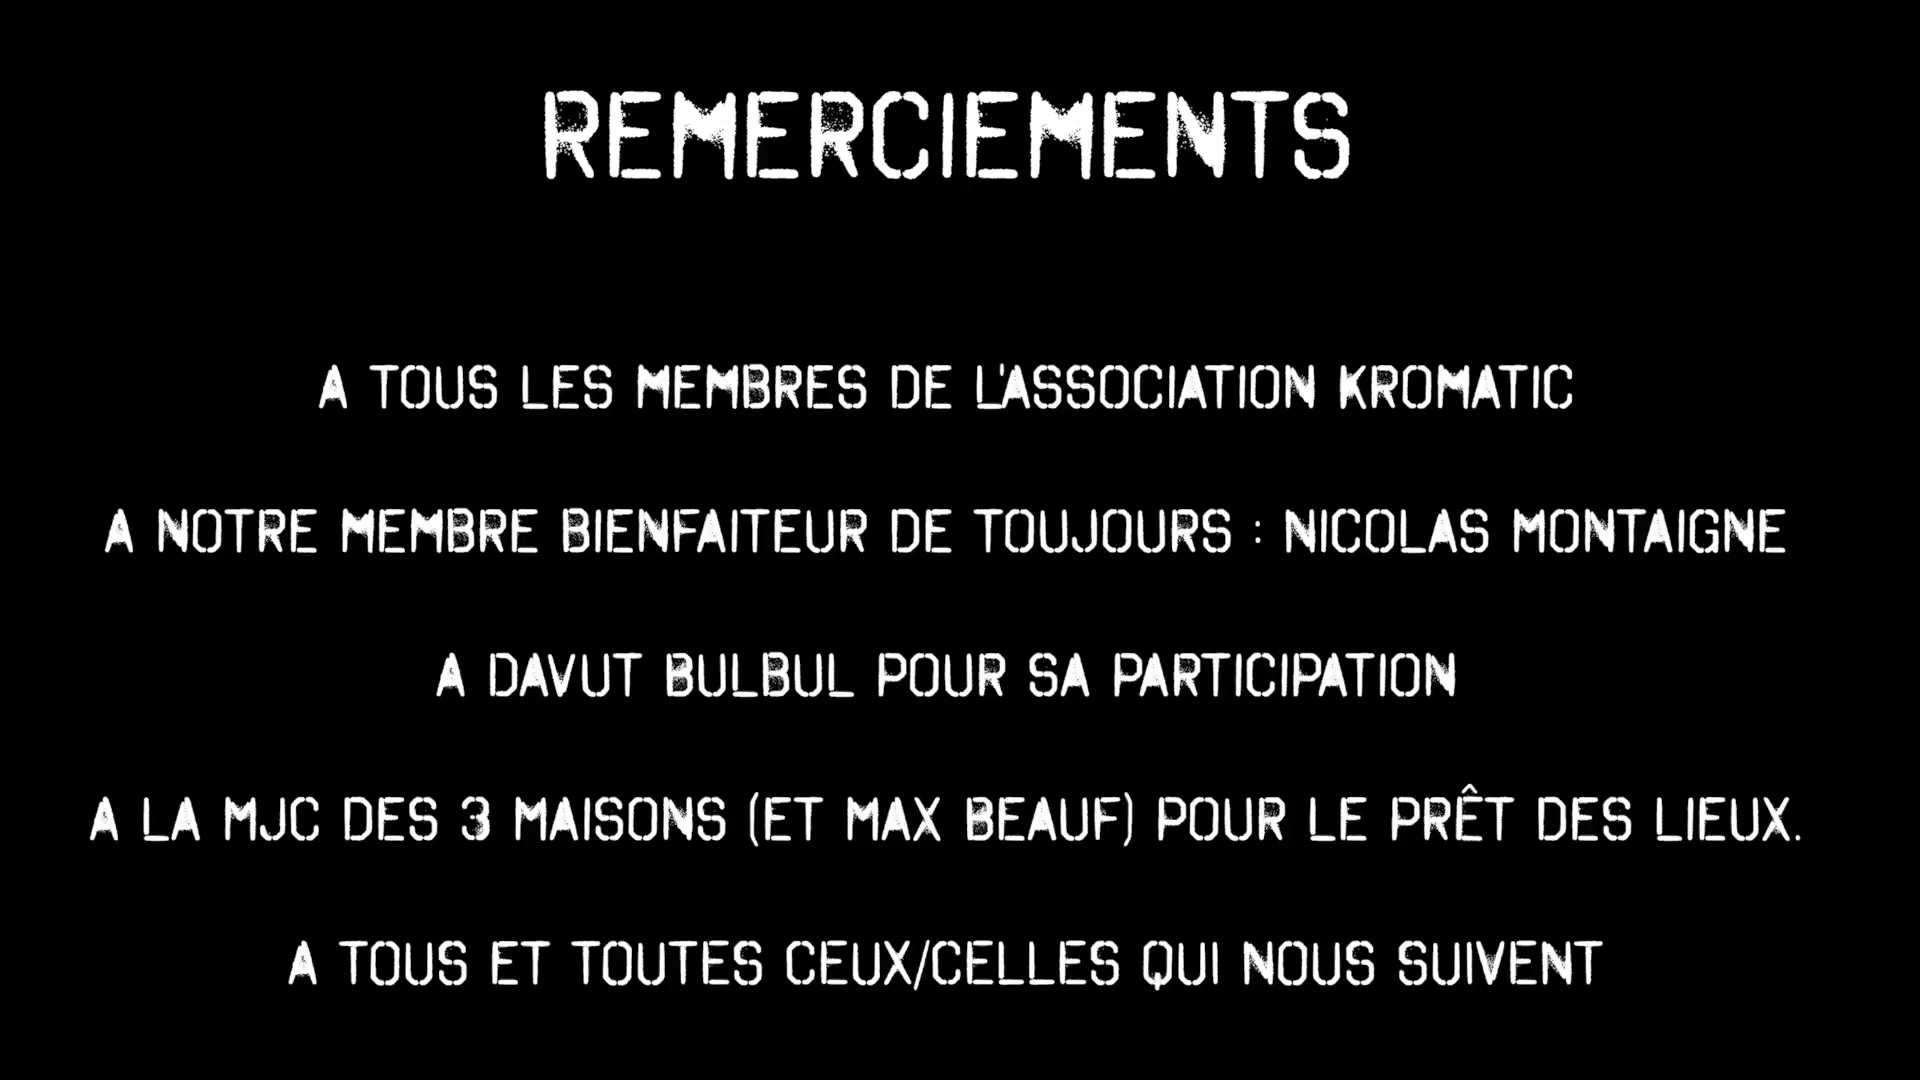 REMERCIEMENTS
A TOUS LES MEMBRES DE L'ASSOCIATION KROMATIC
A NOTRE MEMBRE BIENFAITEUR DE TOUJOURS : NICOLAS MONTAIGNE
A DAVUT BULBUL POUR SA PARTICIPATION
A LA MJC DES 3 MAISONS (ET MAX BEAUF) POUR LE PRÊT DES LIEUX.
A TOUS ET TOUTES CEUX/CELLES QUI NOUS SUIVENT